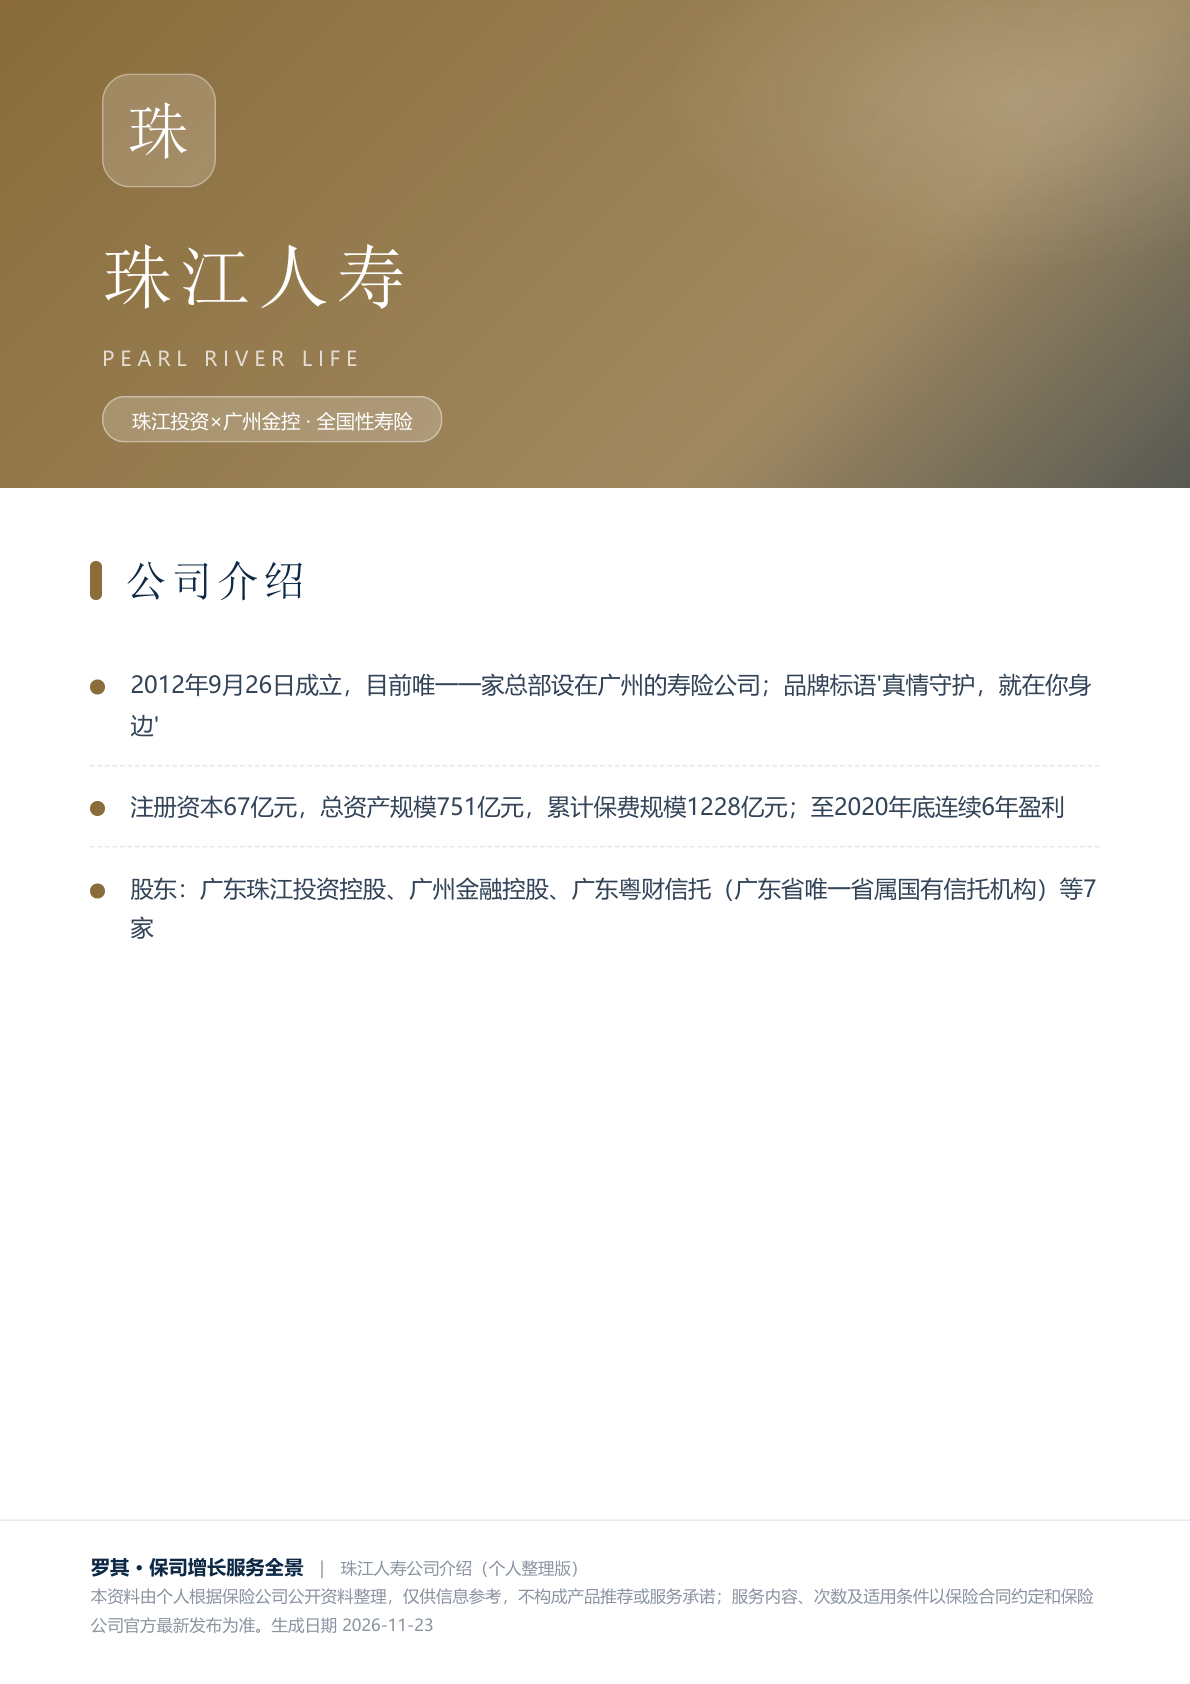 珠
珠江人寿
PEARL RIVER LIFE
珠江投资×广州金控 · 全国性寿险
公司介绍
2012年9月26日成立，目前唯一一家总部设在广州的寿险公司；品牌标语'真情守护，就在你身
边'
注册资本67亿元，总资产规模751亿元，累计保费规模1228亿元；至2020年底连续6年盈利
股东：广东珠江投资控股、广州金融控股、广东粤财信托（广东省唯一省属国有信托机构）等7
家
罗其 • 保司增长服务全景 | 珠江人寿公司介绍（个人整理版）
本资料由个人根据保险公司公开资料整理，仅供信息参考，不构成产品推荐或服务承诺；服务内容、次数及适用条件以保险合同约定和保险
公司官方最新发布为准。生成日期 2026-11-23